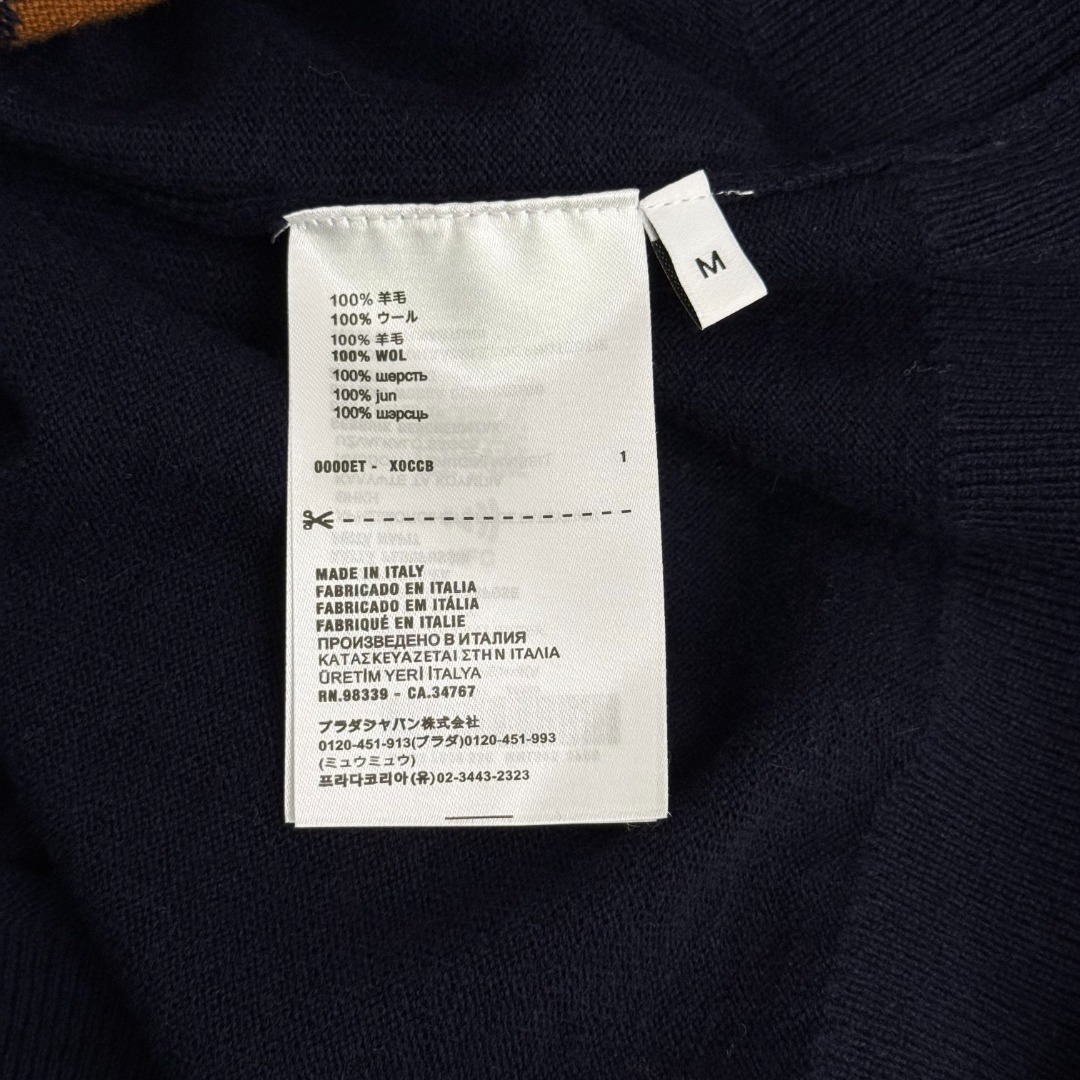 100% 羊毛
100% ウール
100% 羊毛
100% WOL
100% шерсть
100% jun
100% шэрсць
0000ET - X0CCB
1
MADE IN ITALY
FABRICADO EN ITALIA
FABRICADO EM ITÁLIA
FABRIQUÉ EN ITALIE
ПРОИЗВЕДЕНО В ИТАЛИЯ
ΚΑΤΑΣΚΕΥΑΖΕΤΑΙ ΣΤΗΝ ΙΤΑΛΙΑ
ÜRETİM YERİ İTALYA
RN.98339 - CA.34767
プラダジャパン株式会社
0120-451-913(プラダ)0120-451-993
(ミュウミュウ)
프라다코리아(유)02-3443-2323
M